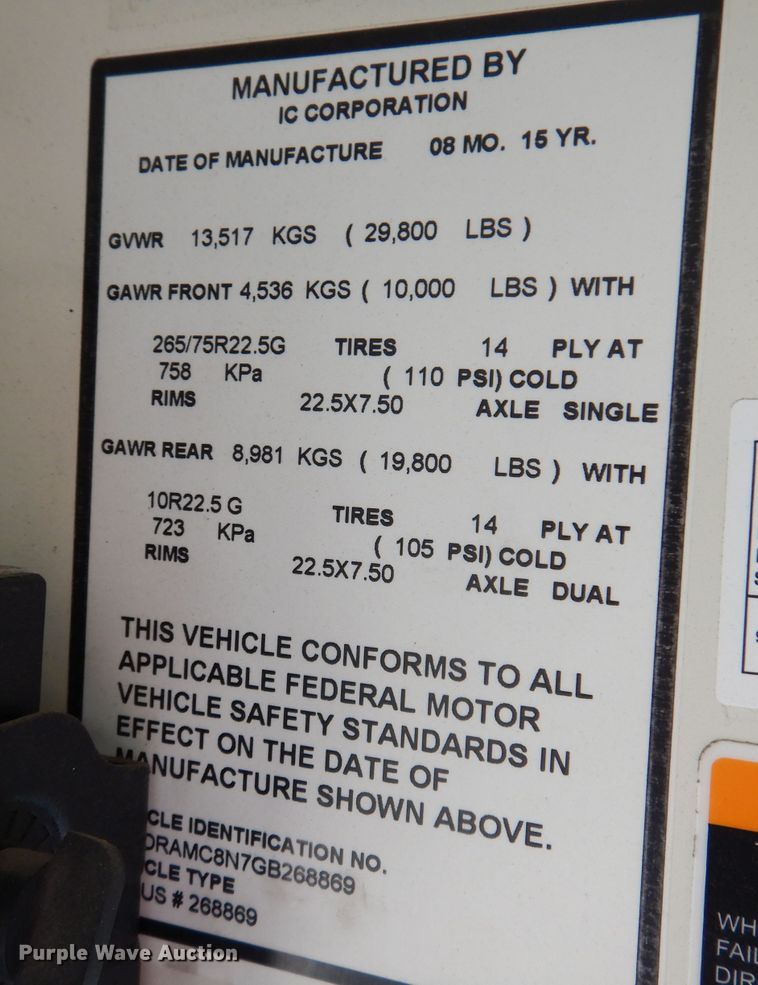 MANUFACTURED BY
IC CORPORATION
DATE OF MANUFACTURE 08 MO. 15 YR.
GVWR 13,517 KGS ( 29,800 LBS )
GAWR FRONT 4,536 KGS ( 10,000 LBS ) WITH
265/75R22.5G TIRES 14 PLY AT
758 KPa ( 110 PSI) COLD
RIMS 22.5X7.50 AXLE SINGLE
GAWR REAR 8,981 KGS ( 19,800 LBS ) WITH
10R22.5 G TIRES 14 PLY AT
723 KPa ( 105 PSI) COLD
RIMS 22.5X7.50 AXLE DUAL
THIS VEHICLE CONFORMS TO ALL
APPLICABLE FEDERAL MOTOR
VEHICLE SAFETY STANDARDS IN
EFFECT ON THE DATE OF
MANUFACTURE SHOWN ABOVE.
CLE IDENTIFICATION NO.
DRAMC8N7GB268869
CLE TYPE
US # 268869
WH
FAIL
DIR
Purple Wave Auction